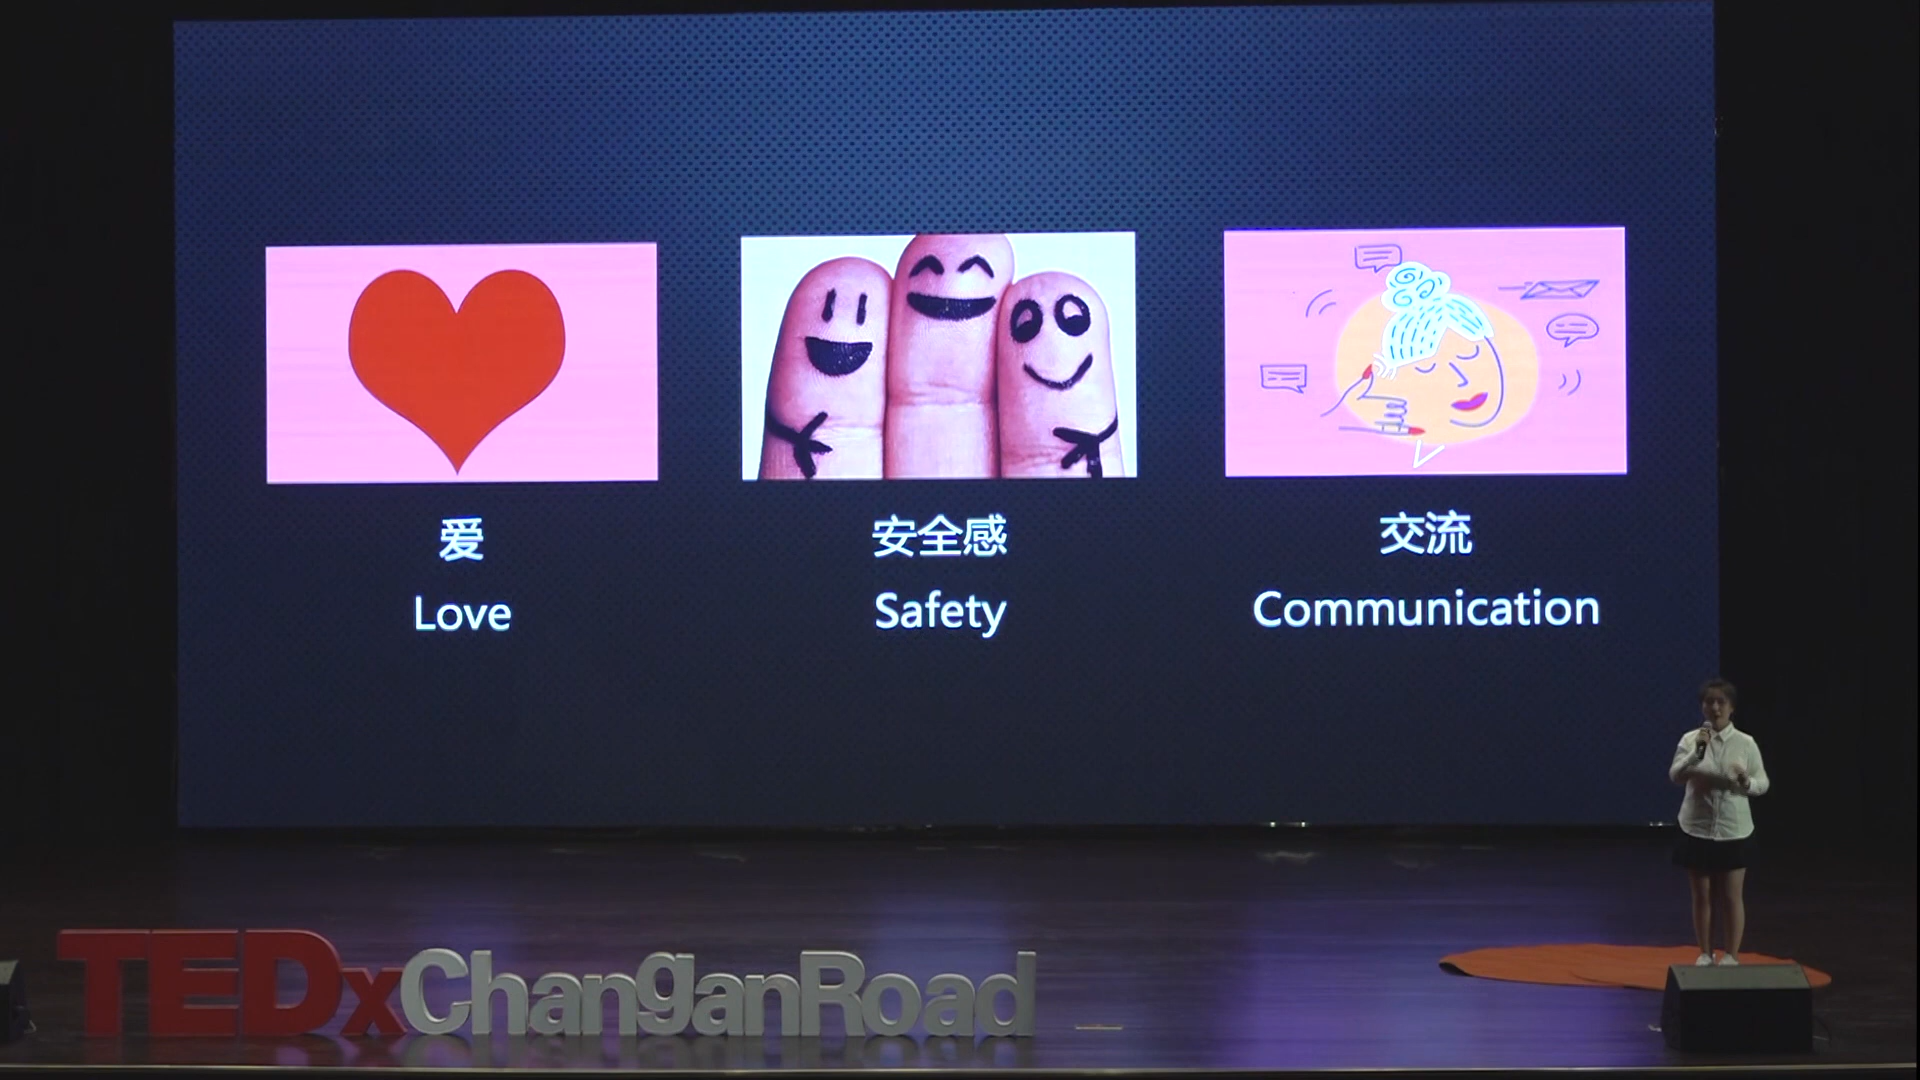 爱
Love
安全感
Safety
交流
Communication
TEDxChanganRoad